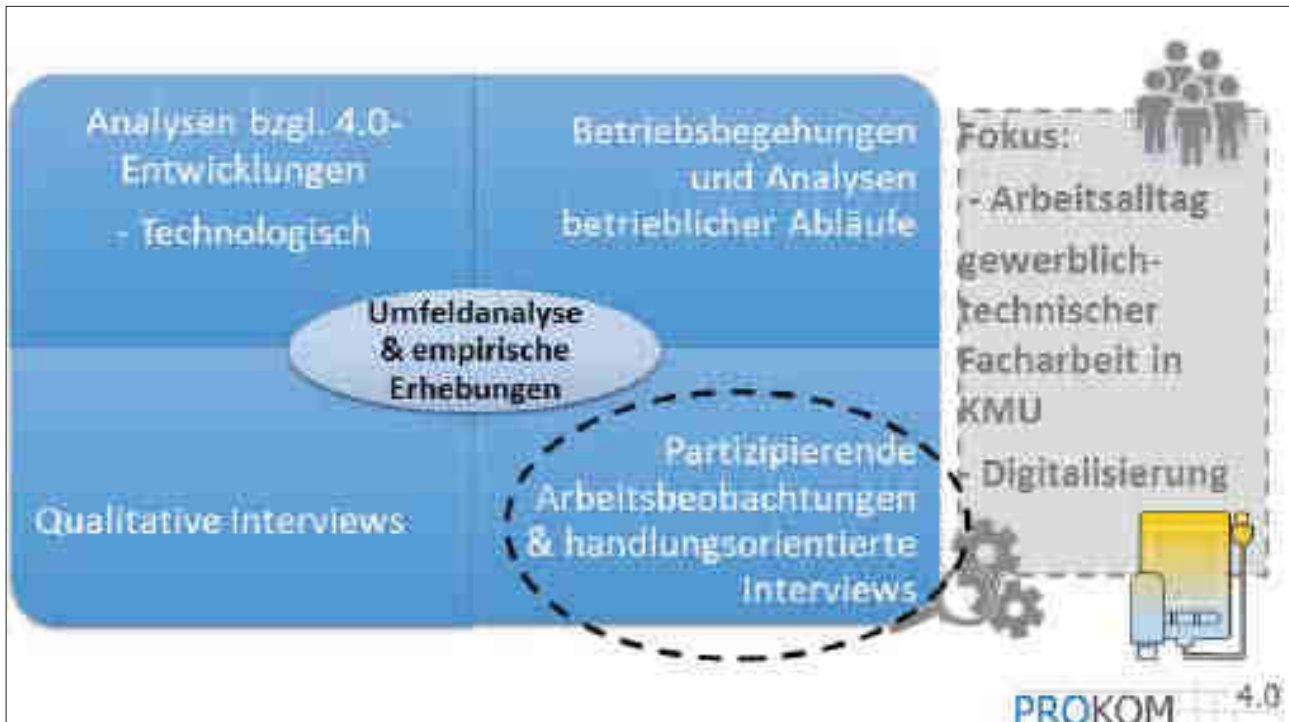 Analysen bzgl. 4.0-
Entwicklungen
- Technologisch
Betriebsbegehungen
und Analysen
betrieblicher Abläufe
Umfeldanalyse
& empirische
Erhebungen
Qualitative Interviews
Partizipierende
Arbeitsbeobachtungen
& handlungsorientierte
Interviews
Fokus:
- Arbeitsalltag
gewerblich-
technischer
Facharbeit in
KMU
- Digitalisierung
PROKOM 4.0